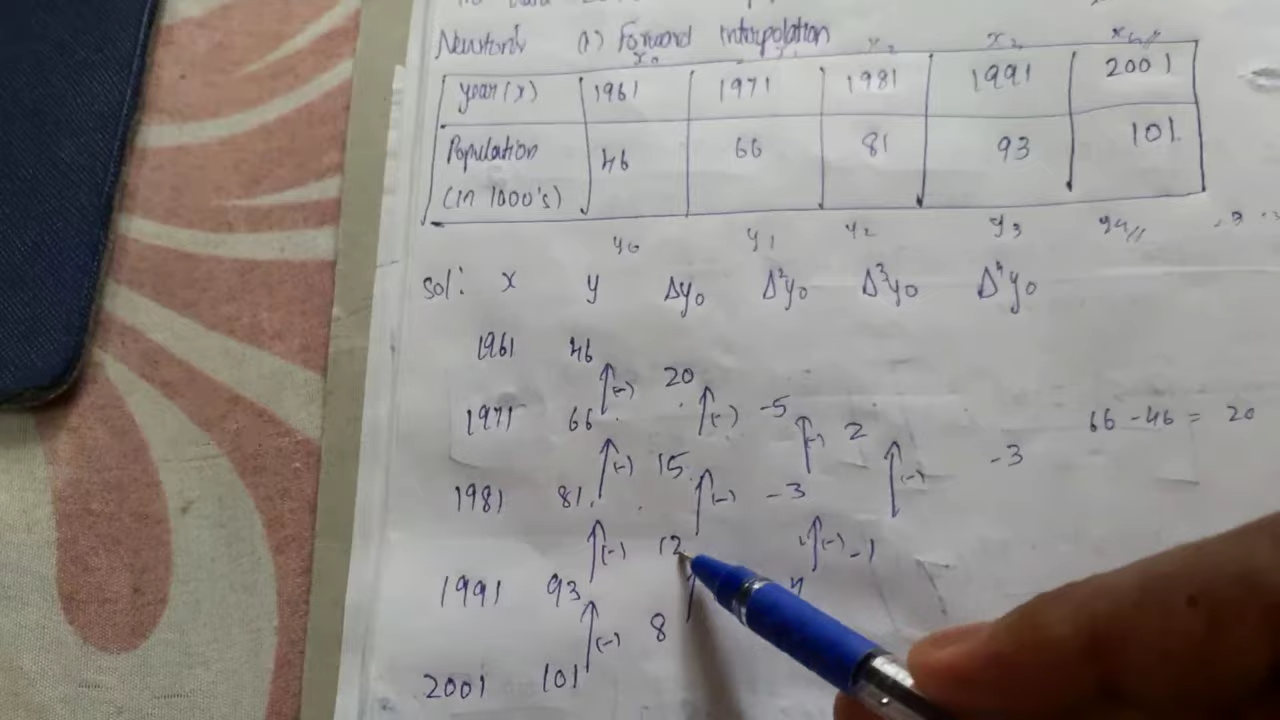 Newton's (1) Forward Interpolation
x₀ x₂ x₃ x₄,,
year (x) 1961 1971 1981 1991 2001
Population (in 1000's) 46 66 81 93 101.
y₀ y₁ y₂ y₃ y₄,,
Sol: x y Δy₀ Δ²y₀ Δ³y₀ Δ⁴y₀
1961 46
(-) 20
1971 66 (-) -5 66 - 46 = 20
(-) 2
(-) 15 -3
1981 81 (-) -3 (-)
(-) 12 (-) -1
1991 93
(-) 8
2001 101